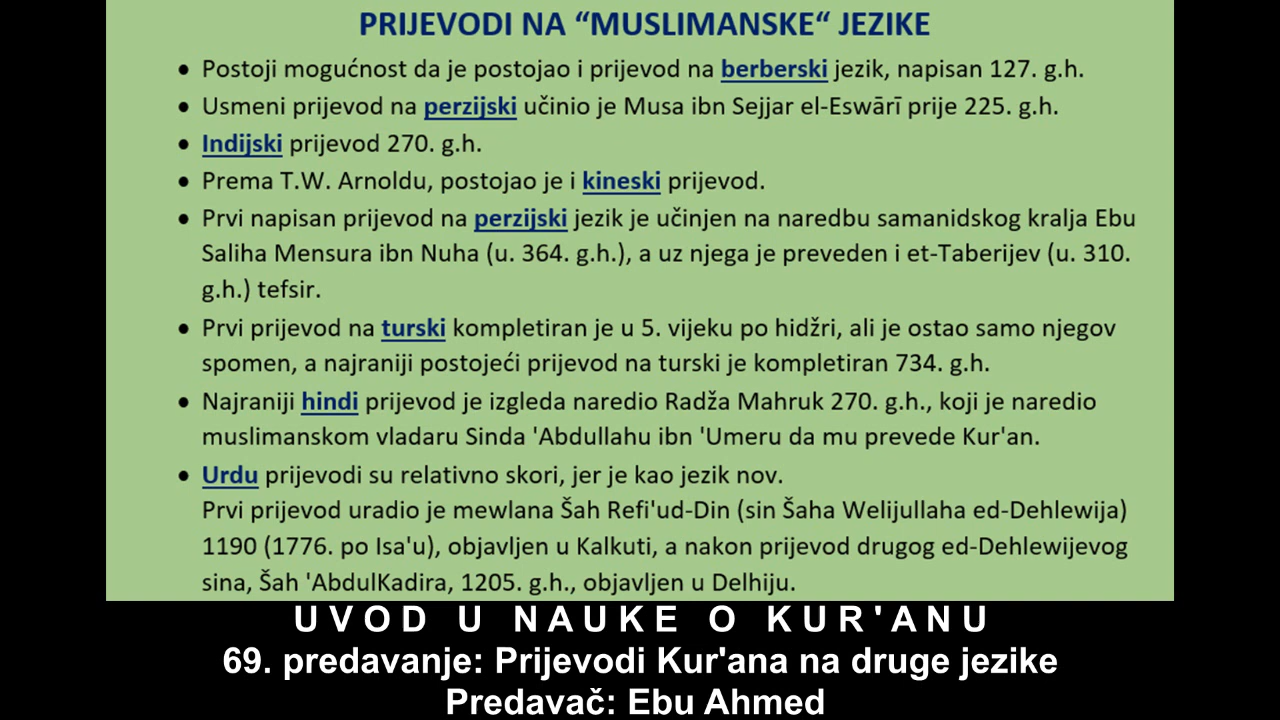 PRIJEVODI NA “MUSLIMANSKE“ JEZIKE
• Postoji mogućnost da je postojao i prijevod na berberski jezik, napisan 127. g.h.
• Usmeni prijevod na perzijski učinio je Musa ibn Sejjar el-Eswārī prije 225. g.h.
• Indijski prijevod 270. g.h.
• Prema T.W. Arnoldu, postojao je i kineski prijevod.
• Prvi napisan prijevod na perzijski jezik je učinjen na naredbu samanidskog kralja Ebu
Saliha Mensura ibn Nuha (u. 364. g.h.), a uz njega je preveden i et-Taberijev (u. 310.
g.h.) tefsir.
• Prvi prijevod na turski kompletiran je u 5. vijeku po hidžri, ali je ostao samo njegov
spomen, a najraniji postojeći prijevod na turski je kompletiran 734. g.h.
• Najraniji hindi prijevod je izgleda naredio Radža Mahruk 270. g.h., koji je naredio
muslimanskom vladaru Sinda 'Abdullahu ibn 'Umeru da mu prevede Kur'an.
• Urdu prijevodi su relativno skori, jer je kao jezik nov.
Prvi prijevod uradio je mewlana Šah Refi'ud-Din (sin Šaha Welijullaha ed-Dehlewija)
1190 (1776. po Isa'u), objavljen u Kalkuti, a nakon prijevod drugog ed-Dehlewijevog
sina, Šah 'AbdulKadira, 1205. g.h., objavljen u Delhiju.
UVOD U NAUKE O KUR'ANU
69. predavanje: Prijevodi Kur'ana na druge jezike
Predavač: Ebu Ahmed